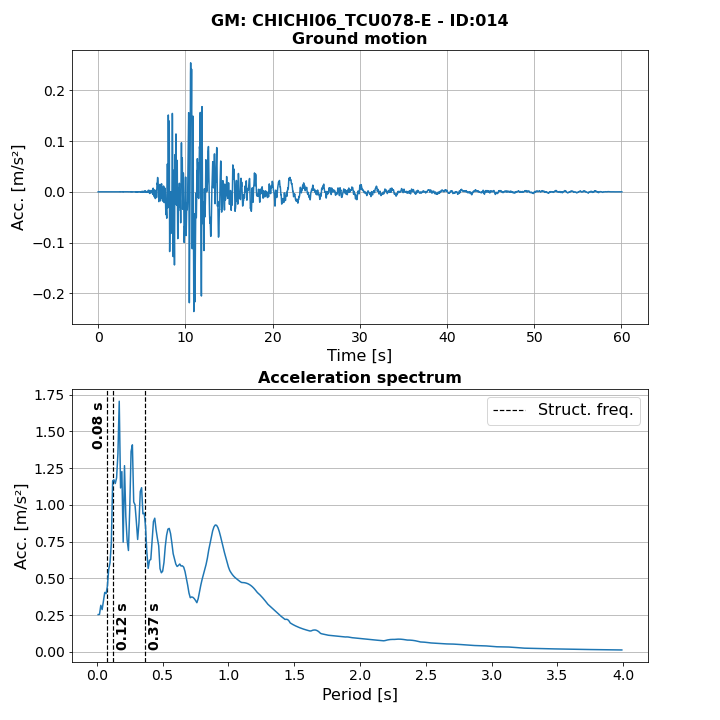 GM: CHICHI06_TCU078-E - ID:014
Ground motion
0.2
0.1
0.0
−0.1
−0.2
Acc. [m/s²]
0 10 20 30 40 50 60
Time [s]
Acceleration spectrum
1.75
1.50
1.25
1.00
0.75
0.50
0.25
0.00
Acc. [m/s²]
0.08 s
0.12 s
0.37 s
Struct. freq.
0.0 0.5 1.0 1.5 2.0 2.5 3.0 3.5 4.0
Period [s]